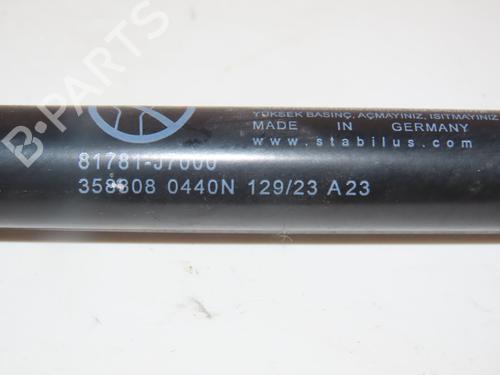 B-PARTS
YÜKSEK BASINÇ, AÇMAYINIZ, ISITMAYINIZ
MADE IN GERMANY
www.stabilus.com
81781-J7000
358808 0440N 129/23 A23